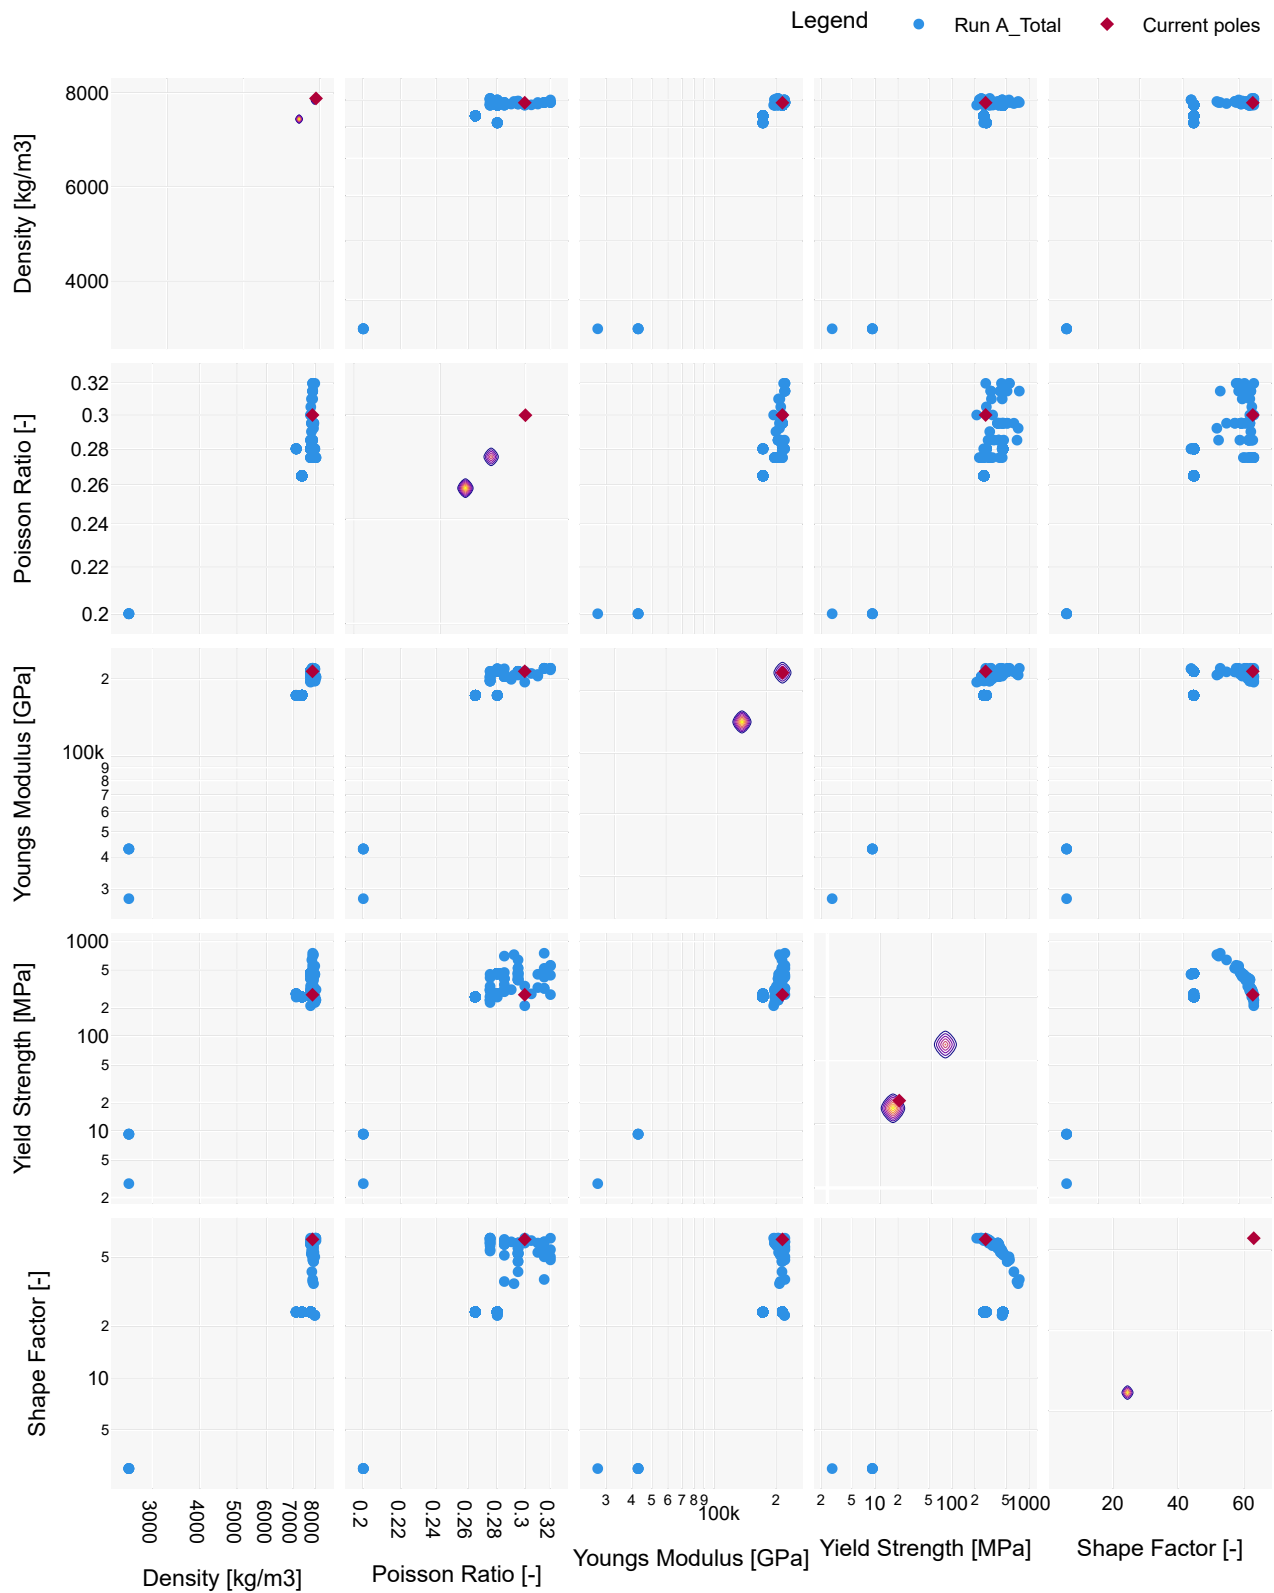 Legend Run A_Total Current poles
Density [kg/m3]
8000
6000
4000
Poisson Ratio [-]
0.32
0.3
0.28
0.26
0.24
0.22
0.2
Youngs Modulus [GPa]
2
100k
9
8
7
6
5
4
3
Yield Strength [MPa]
1000
5
2
100
5
2
10
5
2
Shape Factor [-]
5
2
10
5
3000 4000 5000 6000 7000 8000
Density [kg/m3]
0.2 0.22 0.24 0.26 0.28 0.3 0.32
Poisson Ratio [-]
3 4 5 6 7 8 9 100k 2
Youngs Modulus [GPa]
2 5 10 2 5 100 2 5 1000
Yield Strength [MPa]
20 40 60
Shape Factor [-]